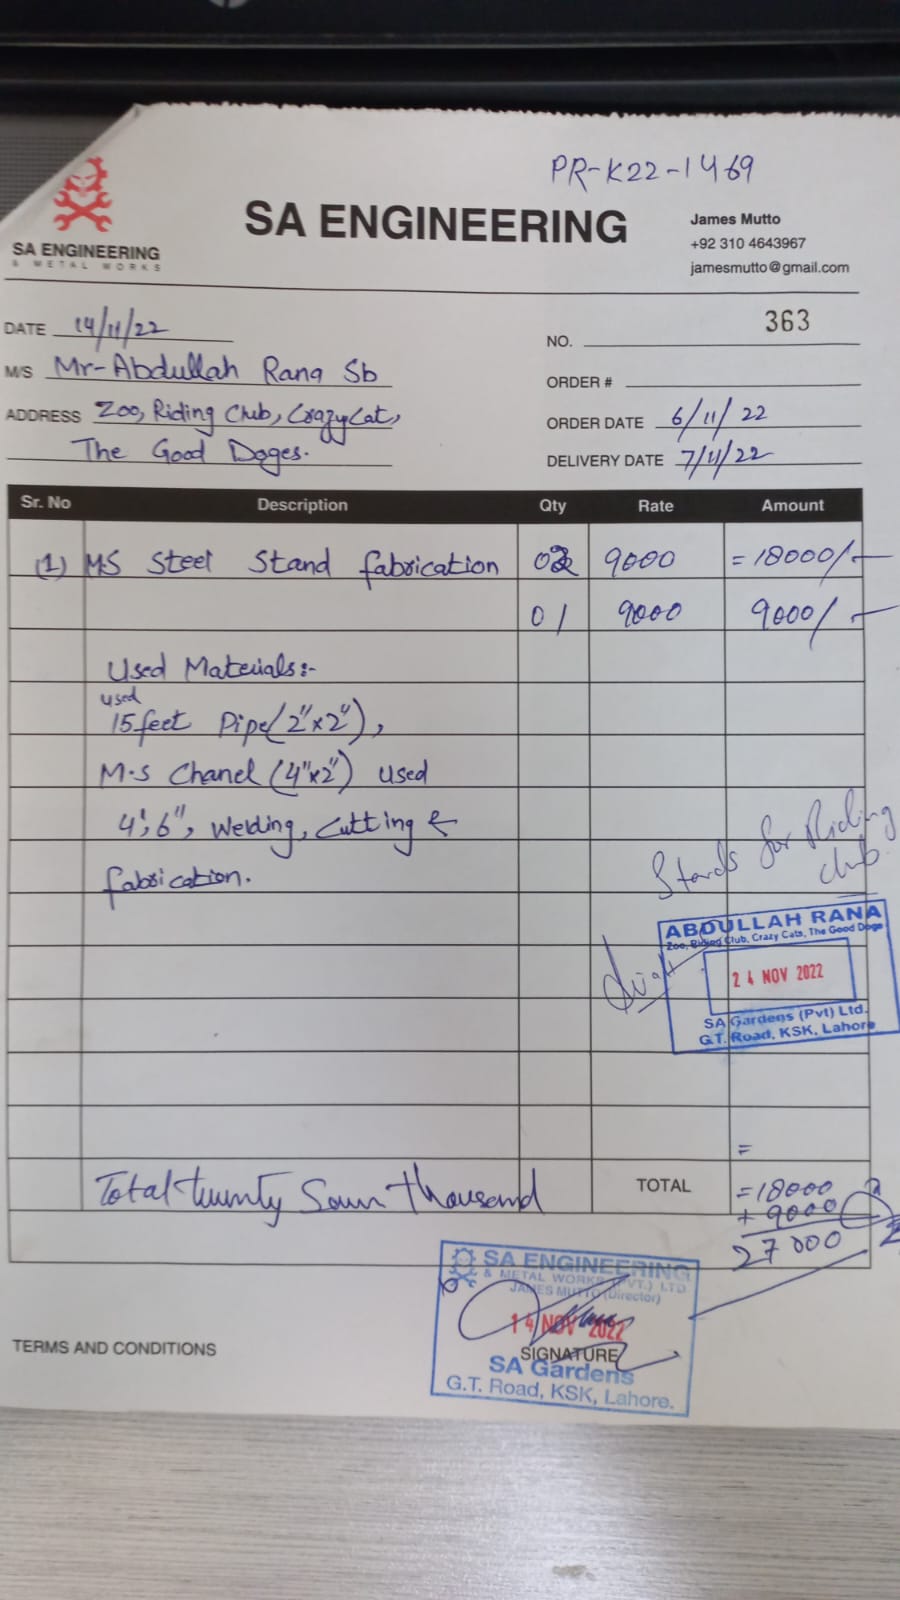 PR-K22-1469
SA ENGINEERING
& METAL WORKS
SA ENGINEERING
James Mutto
+92 310 4643967
jamesmutto@gmail.com
DATE 14/11/22
NO. 363
M/S Mr-Abdullah Rana Sb
ORDER #
ADDRESS Zoo, Riding Club, CrazyCat,
The Good Doges.
ORDER DATE 6/11/22
DELIVERY DATE 7/11/22
Sr. No Description Qty Rate Amount
(1) MS Steel Stand fabrication 02 9000 = 18000/-
01 9000 9000/-
Used Materials:-
used
15feet Pipe(2"x2"),
M.S Chanel (4"x2") used
4', 6", Welding, Cutting &
fabrication.
Stands for Riding
club.
ABDULLAH RANA
Zoo, Riding Club, Crazy Cats, The Good Dogs
24 NOV 2022
SA Gardens (Pvt) Ltd.
G.T. Road, KSK, Lahore
=
Total twenty Seven thousand
TOTAL
=18000
+ 9000
27000
SA ENGINEERING
& METAL WORKS (PVT.) LTD
JAMES MUTTO (Director)
14 NOV 2022
SIGNATURE
SA Gardens
G.T. Road, KSK, Lahore.
TERMS AND CONDITIONS